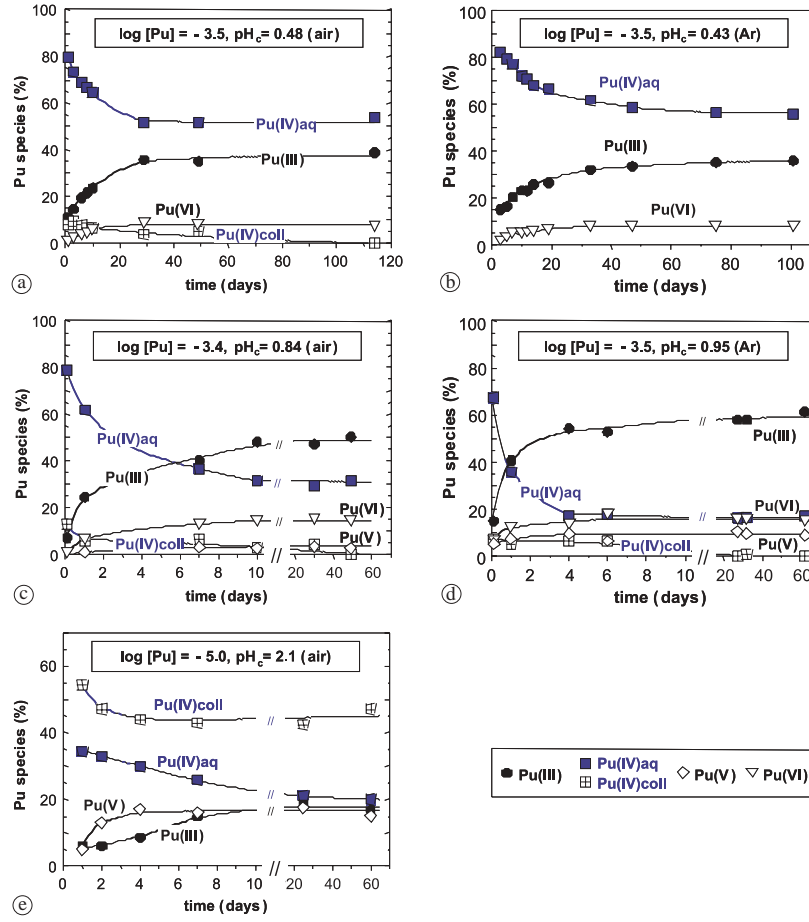 log [Pu] = - 3.5, pHc = 0.48 (air)
Pu species (%)
100
80
60
40
20
0
Pu(IV)aq
Pu(III)
Pu(VI)
Pu(IV)coll
0 20 40 60 80 100 120
time (days)
a
log [Pu] = - 3.5, pHc = 0.43 (Ar)
Pu species (%)
100
80
60
40
20
0
Pu(IV)aq
Pu(III)
Pu(VI)
0 20 40 60 80 100
time (days)
b
log [Pu] = - 3.4, pHc = 0.84 (air)
Pu species (%)
100
80
60
40
20
0
Pu(IV)aq
Pu(III)
Pu(VI)
Pu(V)
Pu(IV)coll
// //
0 2 4 6 8 10 // 20 40 60
time (days)
c
log [Pu] = - 3.5, pHc = 0.95 (Ar)
Pu species (%)
100
80
60
40
20
0
Pu(III)
Pu(IV)aq
Pu(VI)
Pu(IV)coll
Pu(V)
// //
0 2 4 6 8 10 // 20 40 60
time (days)
d
log [Pu] = - 5.0, pHc = 2.1 (air)
Pu species (%)
60
40
20
0
Pu(IV)coll
Pu(IV)aq
Pu(V)
Pu(III)
// // //
0 2 4 6 8 10 // 20 40 60
time (days)
e
Pu(III) Pu(IV)aq Pu(V) Pu(VI)
Pu(IV)coll